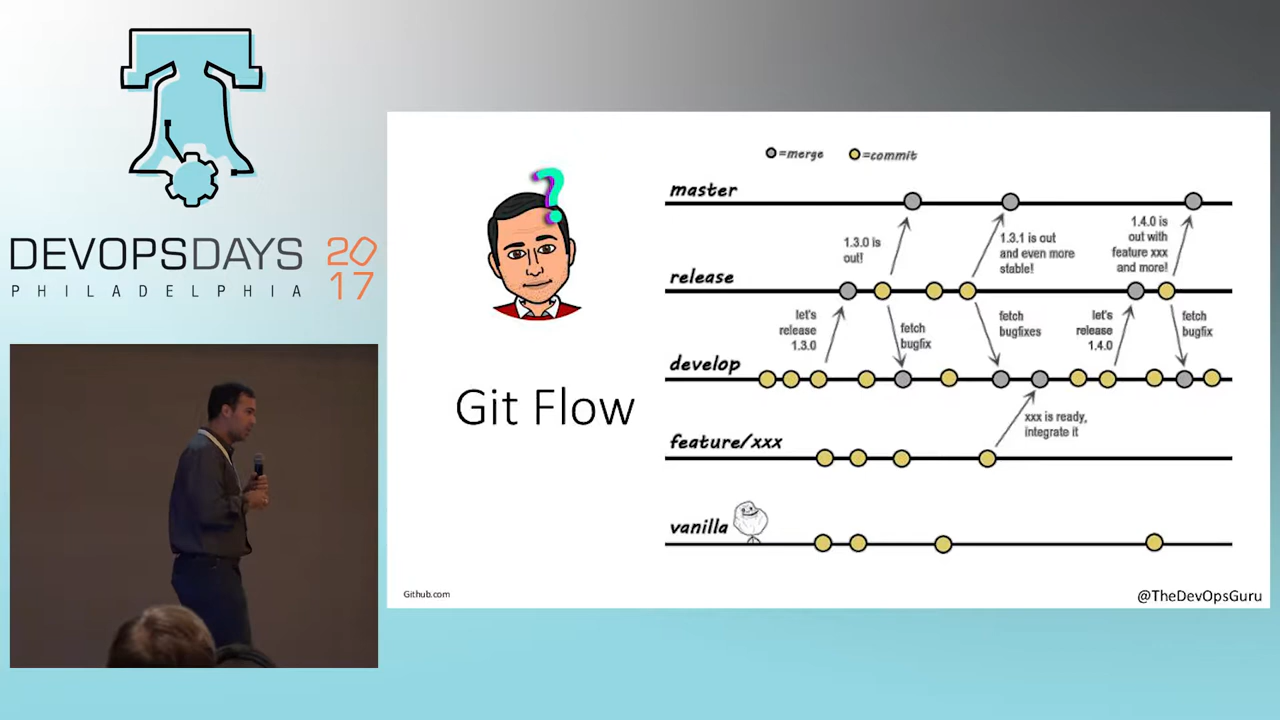 DEVOPSDAYS 2017
PHILADELPHIA
?
Git Flow
=merge =commit
master
1.3.0 is
out!
1.3.1 is out
and even more
stable!
1.4.0 is
out with
feature xxx
and more!
release
let's
release
1.3.0
fetch
bugfix
fetch
bugfixes
let's
release
1.4.0
fetch
bugfix
develop
xxx is ready,
integrate it
feature/xxx
vanilla
Github.com
@TheDevOpsGuru